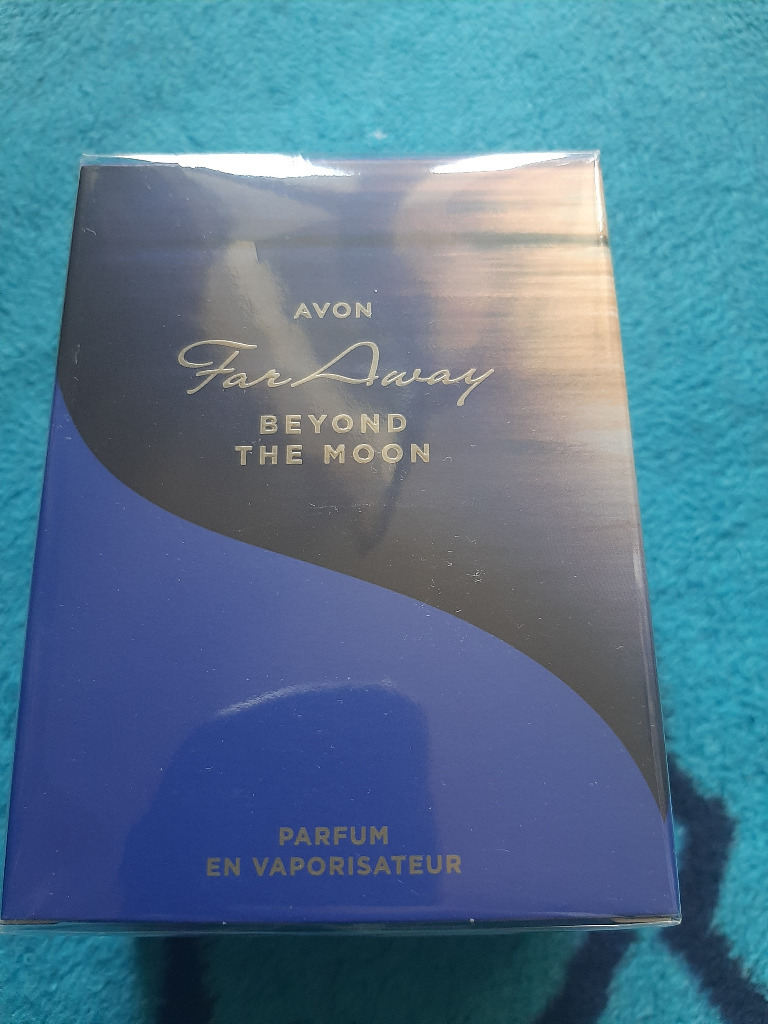 AVON
Far Away
BEYOND
THE MOON
PARFUM
EN VAPORISATEUR